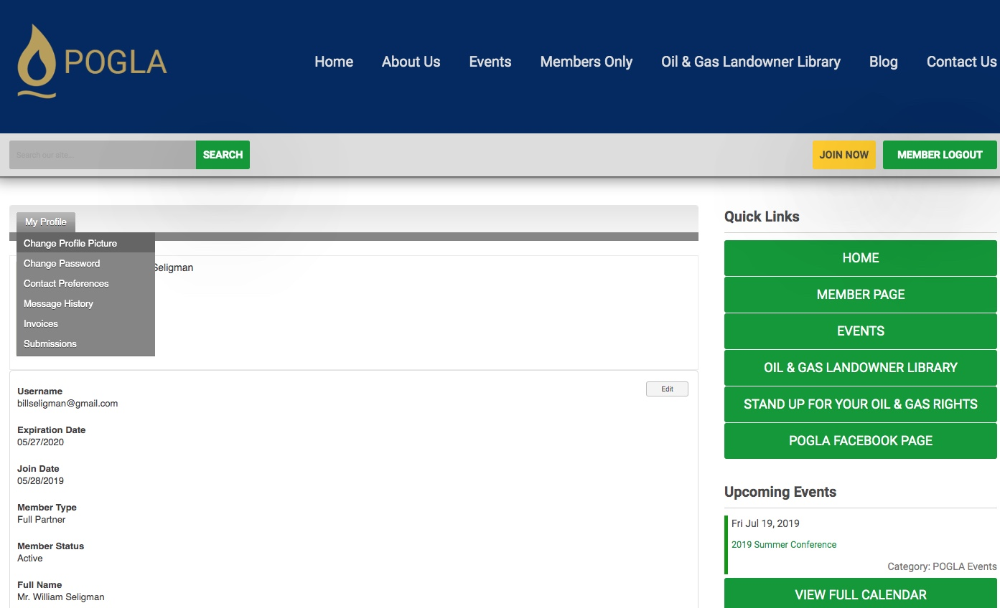 POGLA
Home About Us Events Members Only Oil & Gas Landowner Library Blog Contact Us
Search our site...
SEARCH
JOIN NOW
MEMBER LOGOUT
My Profile
Change Profile Picture
Change Password
Contact Preferences
Message History
Invoices
Submissions
Seligman
Edit
Username
billseligman@gmail.com
Expiration Date
05/27/2020
Join Date
05/28/2019
Member Type
Full Partner
Member Status
Active
Full Name
Mr. William Seligman
Quick Links
HOME
MEMBER PAGE
EVENTS
OIL & GAS LANDOWNER LIBRARY
STAND UP FOR YOUR OIL & GAS RIGHTS
POGLA FACEBOOK PAGE
Upcoming Events
Fri Jul 19, 2019
2019 Summer Conference
Category: POGLA Events
VIEW FULL CALENDAR